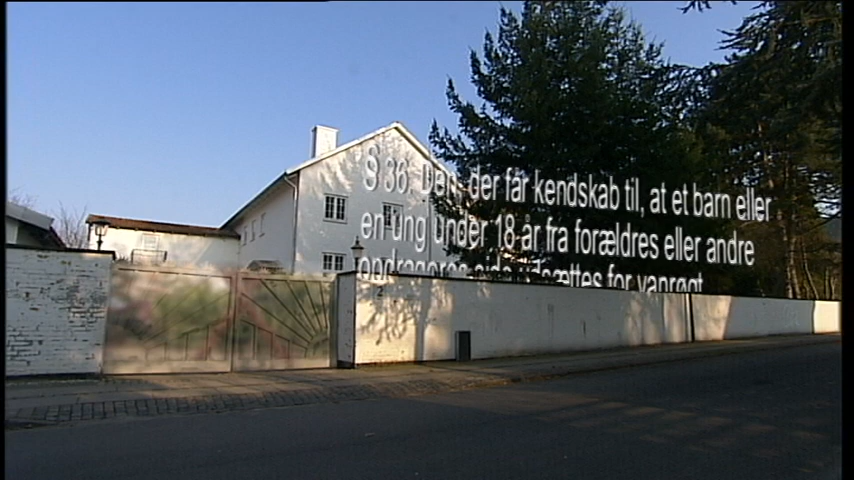 § 36. Den, der får kendskab til, at et barn eller
en ung under 18 år fra forældres eller andre
opdrageres side udsættes for vanrøgt